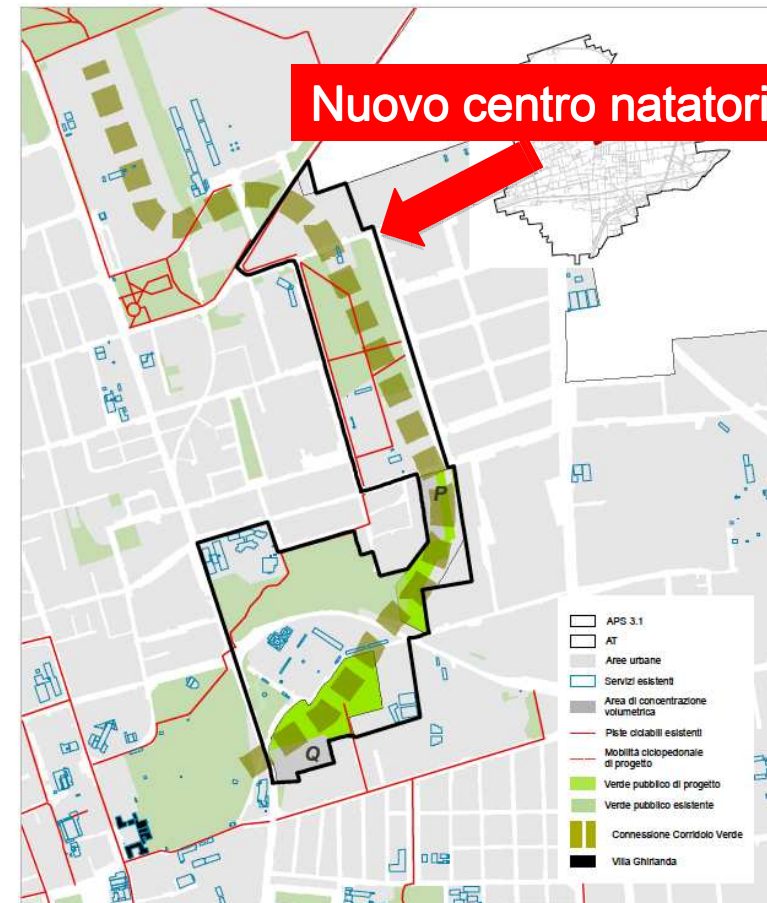 Nuovo centro natatori
P
Q
APS 3.1
AT
Aree urbane
Servizi esistenti
Area di concentrazione
volumetrica
Piste ciclabili esistenti
Mobilità ciclopedonale
di progetto
Verde pubblico di progetto
Verde pubblico esistente
Connessione Corridoio Verde
Villa Ghirlanda